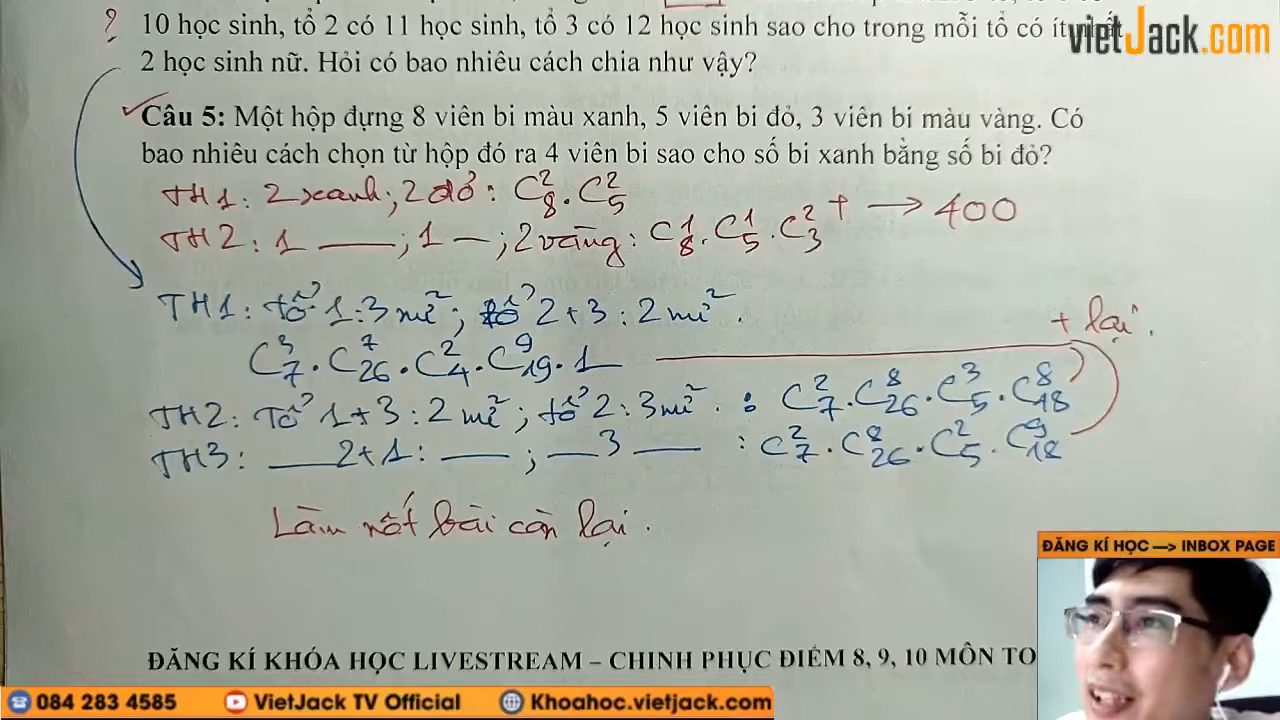 10 học sinh, tổ 2 có 11 học sinh, tổ 3 có 12 học sinh sao cho trong mỗi tổ có ít nhất
vietJack.com
2 học sinh nữ. Hỏi có bao nhiêu cách chia như vậy?
Câu 5: Một hộp đựng 8 viên bi màu xanh, 5 viên bi đỏ, 3 viên bi màu vàng. Có
bao nhiêu cách chọn từ hộp đó ra 4 viên bi sao cho số bi xanh bằng số bi đỏ?
TH1: 2 xanh; 2 đỏ: C²₈.C²₅
+ → 400
TH2: 1 —; 1 —; 2 vàng: C¹₈.C¹₅.C²₃
TH1: tổ 1: 3 nữ; tổ 2+3: 2 nữ.
+ lại.
C³₇.C⁷₂₆.C²₄.C⁹₁₉.1
TH2: Tổ 1+3: 2 nữ; tổ 2: 3 nữ. : C²₇.C⁸₂₆.C³₅.C⁸₁₈
TH3: — 2+1: —; — 3 — : C²₇.C⁸₂₆.C²₅.C⁹₁₈
Làm nốt bài còn lại.
ĐĂNG KÍ HỌC —> INBOX PAGE
ĐĂNG KÍ KHÓA HỌC LIVESTREAM – CHINH PHỤC ĐIỂM 8, 9, 10 MÔN TO
084 283 4585 VietJack TV Official Khoahoc.vietjack.com